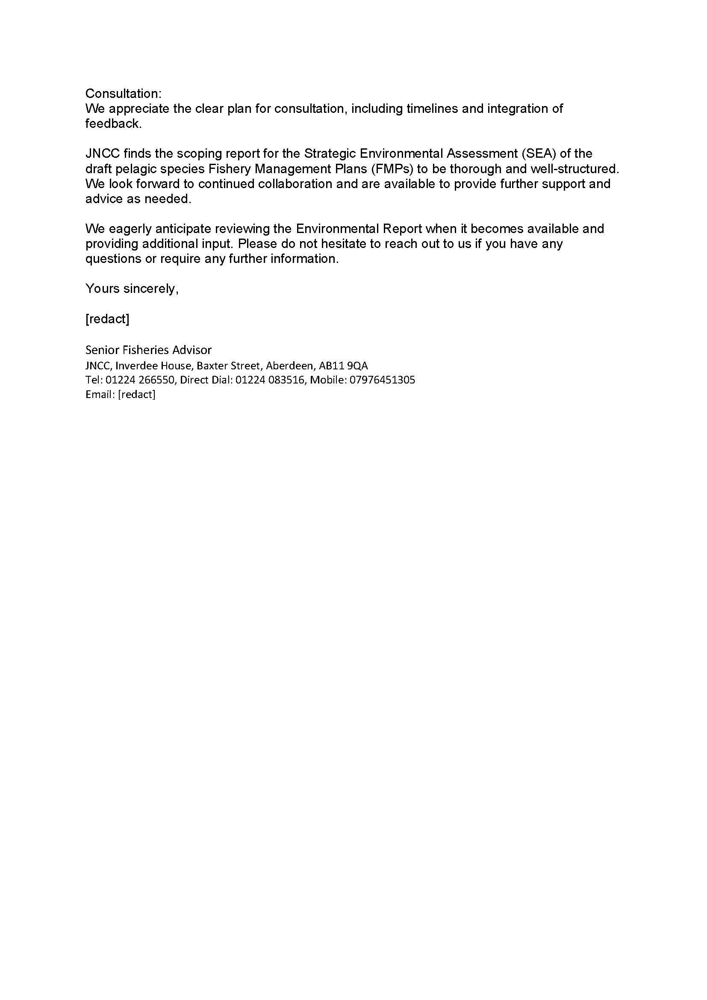 Consultation:
We appreciate the clear plan for consultation, including timelines and integration of
feedback.
JNCC finds the scoping report for the Strategic Environmental Assessment (SEA) of the
draft pelagic species Fishery Management Plans (FMPs) to be thorough and well-structured.
We look forward to continued collaboration and are available to provide further support and
advice as needed.
We eagerly anticipate reviewing the Environmental Report when it becomes available and
providing additional input. Please do not hesitate to reach out to us if you have any
questions or require any further information.
Yours sincerely,
[redact]
Senior Fisheries Advisor
JNCC, Inverdee House, Baxter Street, Aberdeen, AB11 9QA
Tel: 01224 266550, Direct Dial: 01224 083516, Mobile: 07976451305
Email: [redact]